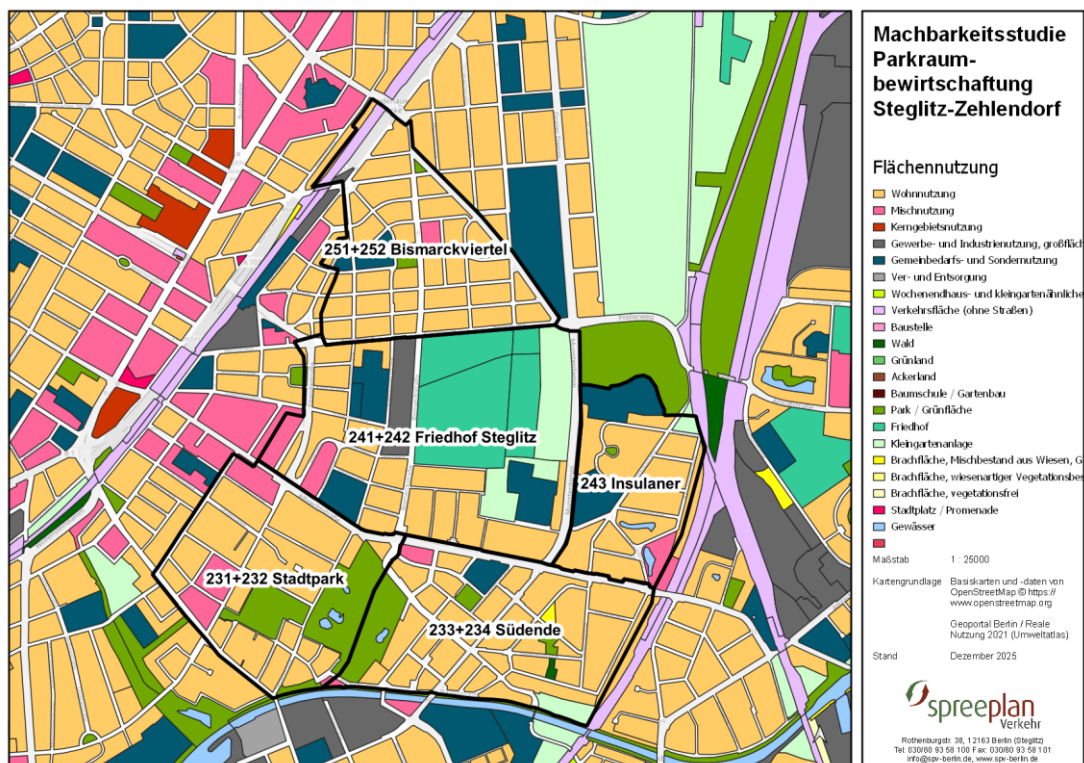 Machbarkeitsstudie
Parkraum-
bewirtschaftung
Steglitz-Zehlendorf
Flächennutzung
Wohnnutzung
Mischnutzung
Kerngebietsnutzung
Gewerbe- und Industrienutzung, großfläch
Gemeinbedarfs- und Sondernutzung
Ver- und Entsorgung
Wochenendhaus- und kleingartenähnliche
Verkehrsfläche (ohne Straßen)
Baustelle
Wald
Grünland
Ackerland
Baumschule / Gartenbau
Park / Grünfläche
Friedhof
Kleingartenanlage
Brachfläche, Mischbestand aus Wiesen, G
Brachfläche, wiesenartiger Vegetationsbes
Brachfläche, vegetationsfrei
Stadtplatz / Promenade
Gewässer
Maßstab 1 : 25000
Kartengrundlage Basiskarten und -daten von
OpenStreetMap © https://
www.openstreetmap.org
Geoportal Berlin / Reale
Nutzung 2021 (Umweltatlas)
Stand Dezember 2025
spreeplan
Verkehr
Rothenburgstr. 38, 12163 Berlin (Steglitz)
Tel: 030/80 93 58 100 Fax: 030/80 93 58 101
info@spv-berlin.de, www.spv-berlin.de
251+252 Bismarckviertel
Prellerweg
241+242 Friedhof Steglitz
243 Insulaner
231+232 Stadtpark
233+234 Südende